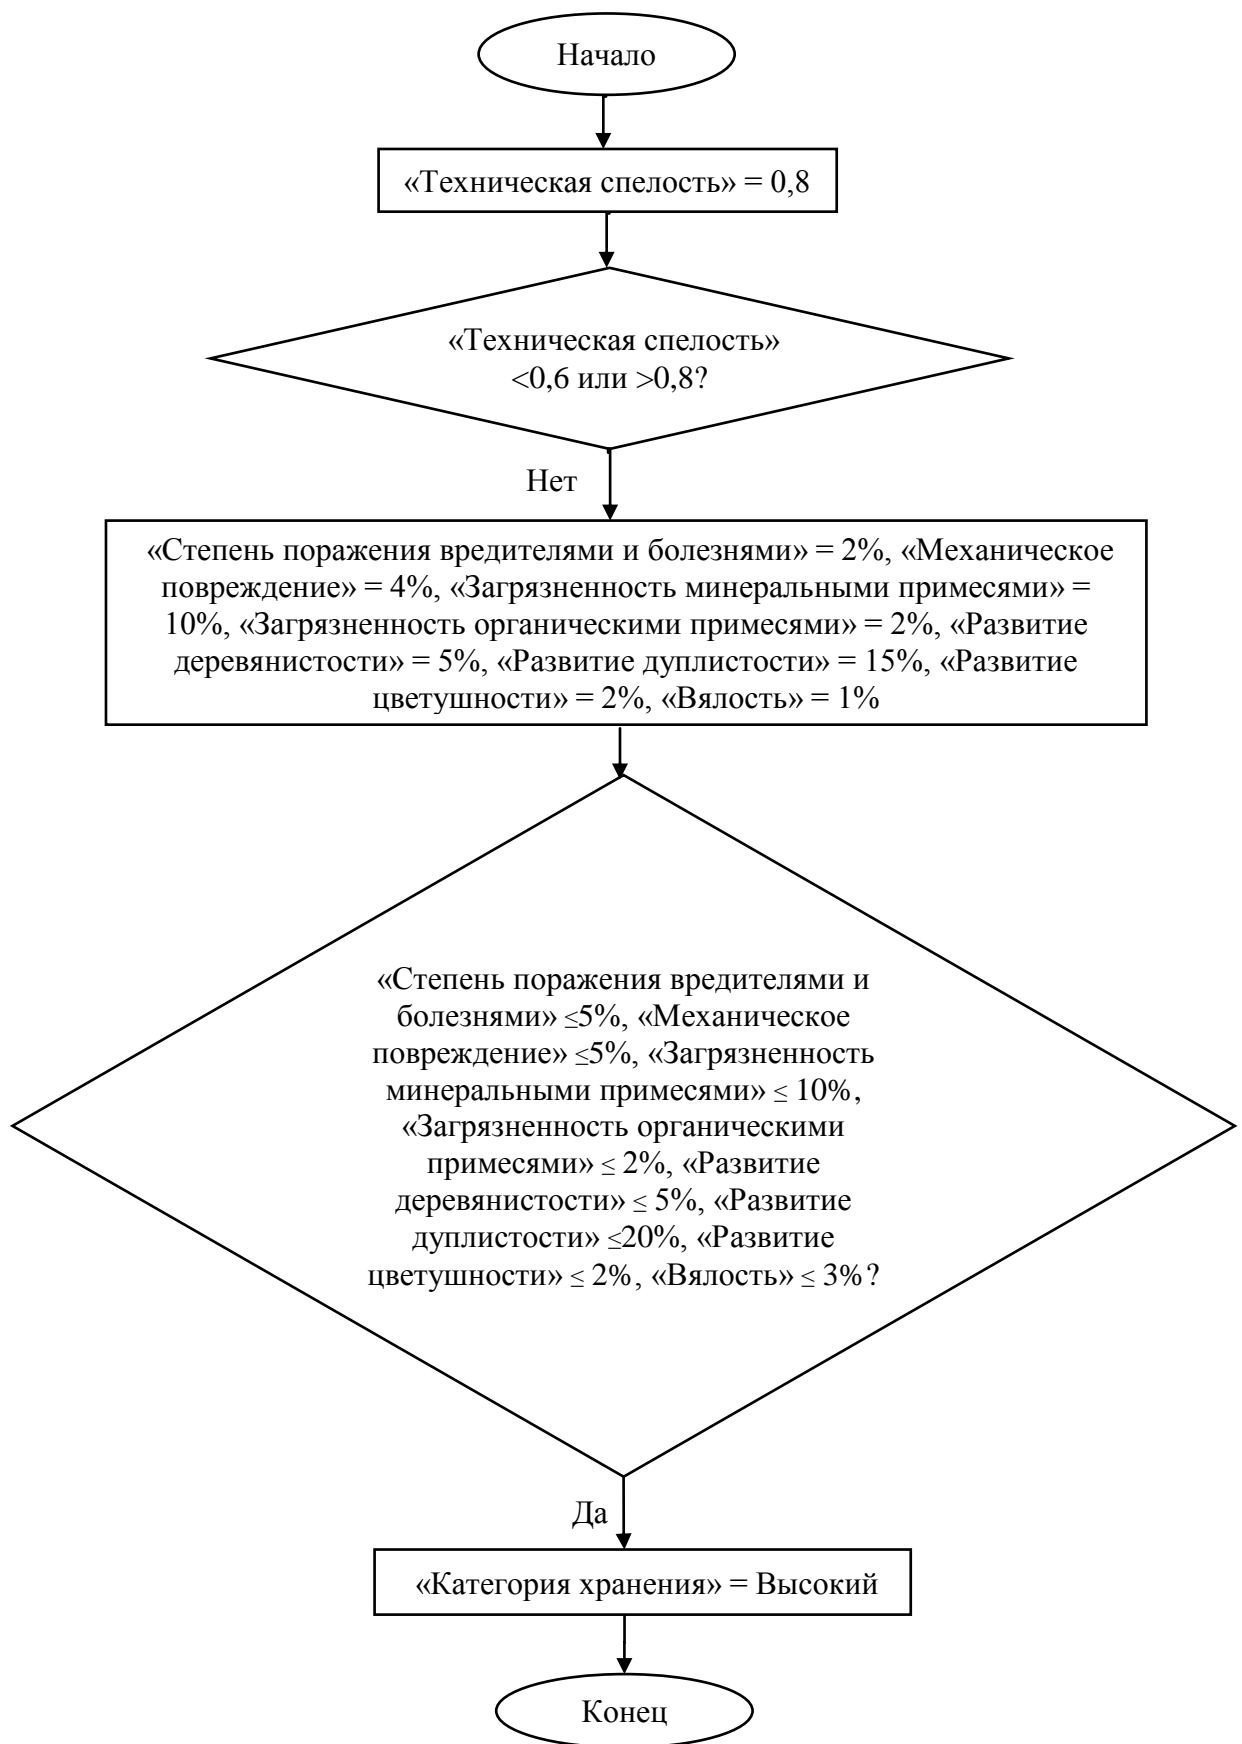 Начало
«Техническая спелость» = 0,8
«Техническая спелость»
<0,6 или >0,8?
Нет
«Степень поражения вредителями и болезнями» = 2%, «Механическое
повреждение» = 4%, «Загрязненность минеральными примесями» =
10%, «Загрязненность органическими примесями» = 2%, «Развитие
деревянистости» = 5%, «Развитие дуплистости» = 15%, «Развитие
цветушности» = 2%, «Вялость» = 1%
«Степень поражения вредителями и
болезнями» ≤5%, «Механическое
повреждение» ≤5%, «Загрязненность
минеральными примесями» ≤ 10%,
«Загрязненность органическими
примесями» ≤ 2%, «Развитие
деревянистости» ≤ 5%, «Развитие
дуплистости» ≤20%, «Развитие
цветушности» ≤ 2%, «Вялость» ≤ 3%?
Да
«Категория хранения» = Высокий
Конец